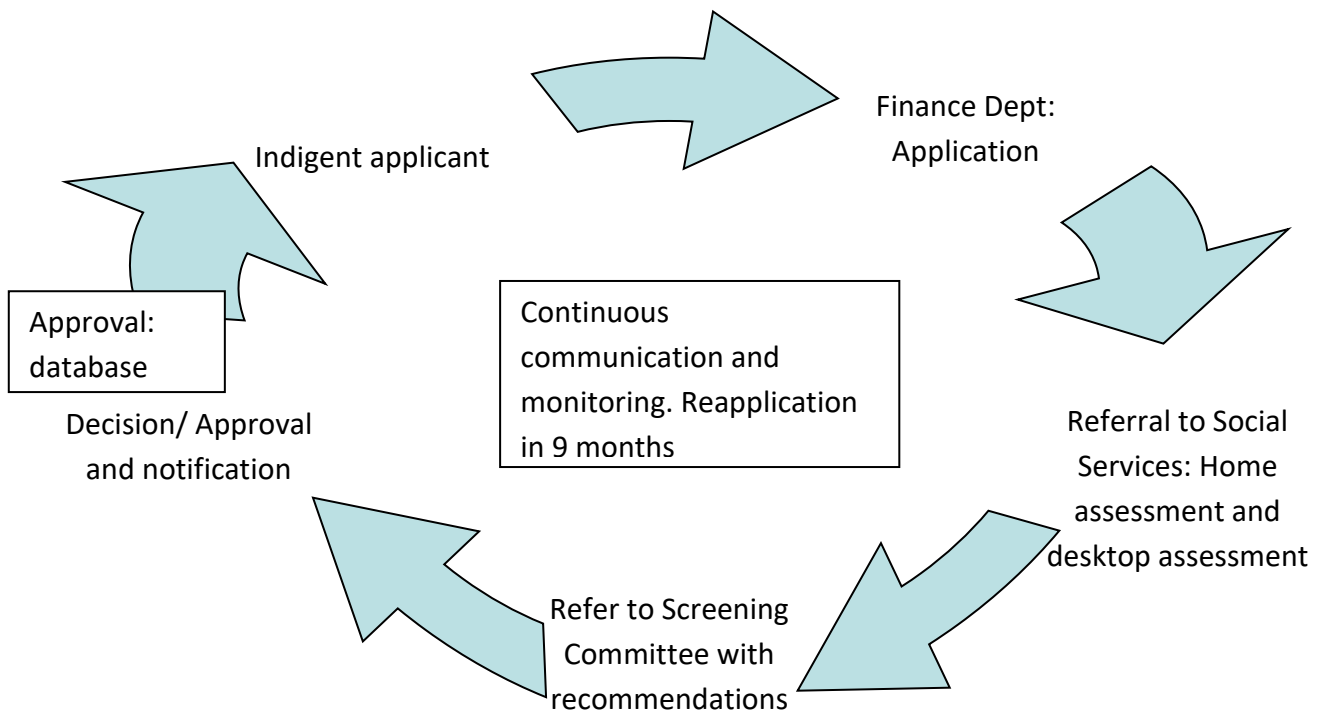 Indigent applicant
Finance Dept:
Application
Referral to Social
Services: Home
assessment and
desktop assessment
Refer to Screening
Committee with
recommendations
Decision/ Approval
and notification
Approval:
database
Continuous
communication and
monitoring. Reapplication
in 9 months